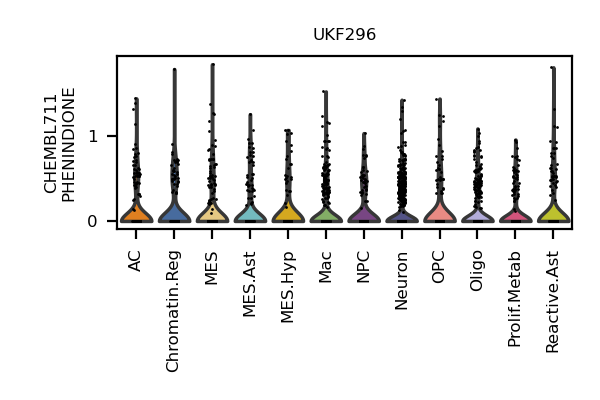 UKF296
CHEMBL711
PHENINDIONE
1
0
AC
Chromatin.Reg
MES
MES.Ast
MES.Hyp
Mac
NPC
Neuron
OPC
Oligo
Prolif.Metab
Reactive.Ast